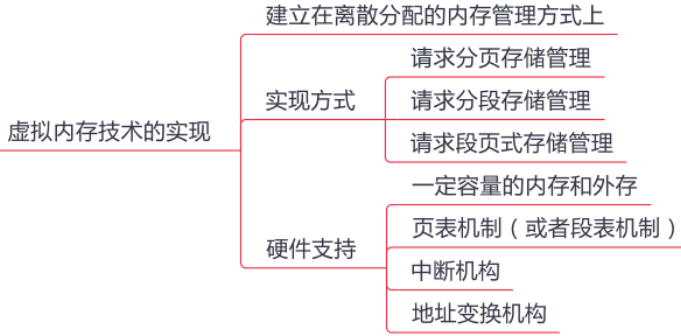 建立在离散分配的内存管理方式上
请求分页存储管理
实现方式
请求分段存储管理
虚拟内存技术的实现
请求段页式存储管理
一定容量的内存和外存
页表机制（或者段表机制）
硬件支持
中断机构
地址变换机构